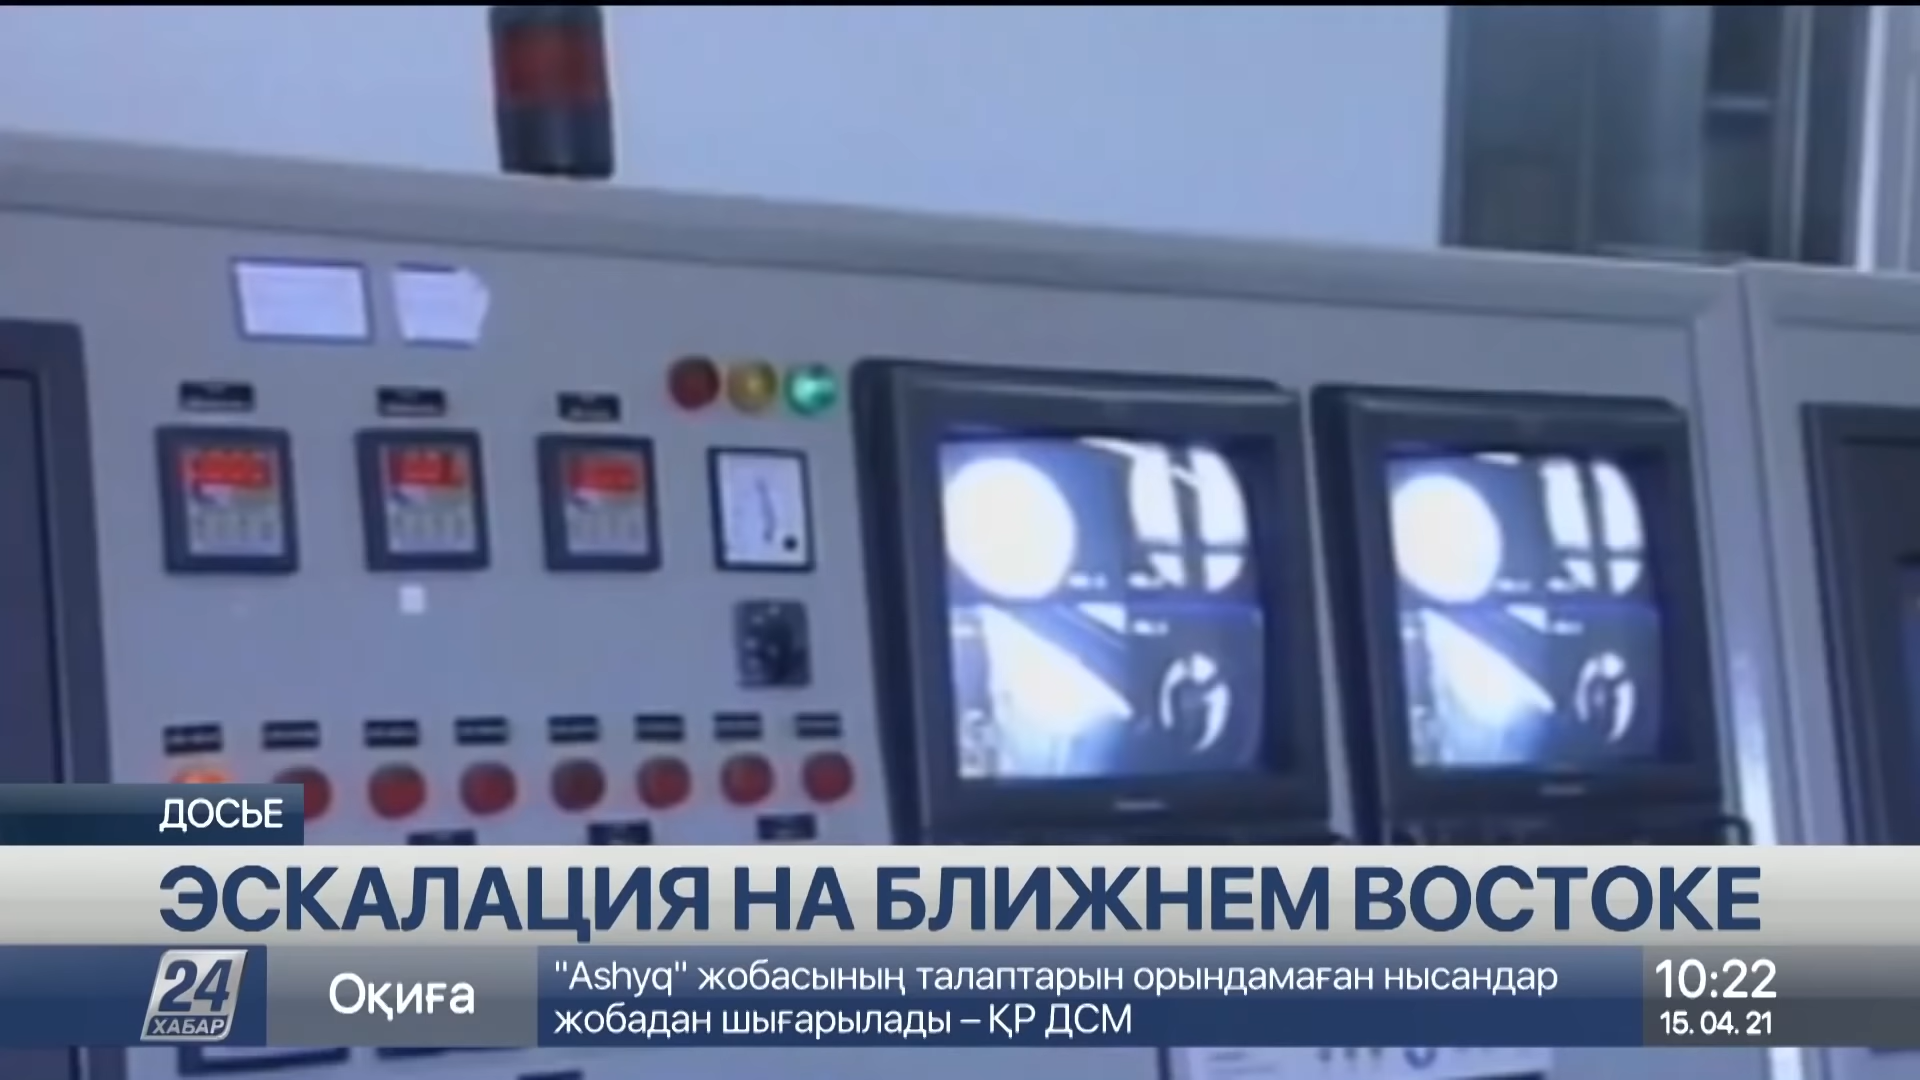 ДОСЬЕ
ЭСКАЛАЦИЯ НА БЛИЖНЕМ ВОСТОКЕ
24
ХАБАР
Оқиға
"Ashyq" жобасының талаптарын орындамаған нысандар
жобадан шығарылады – ҚР ДСМ
10:22
15. 04. 21